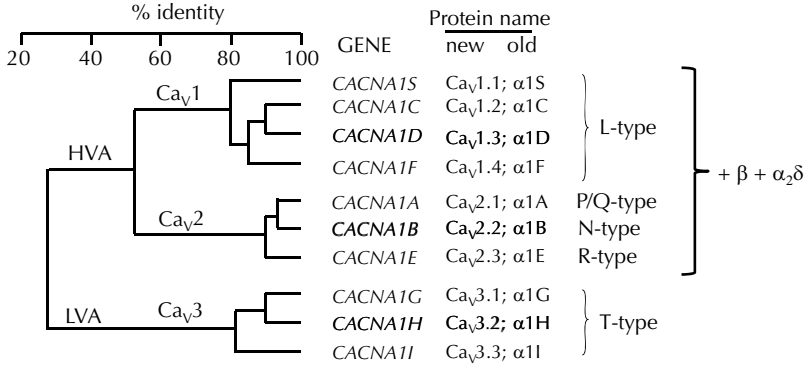 % identity
20 40 60 80 100
Protein name
GENE new old
CACNA1S CaV1.1; α1S
CACNA1C CaV1.2; α1C
CACNA1D CaV1.3; α1D
CACNA1F CaV1.4; α1F
L-type
CACNA1A CaV2.1; α1A P/Q-type
CACNA1B CaV2.2; α1B N-type
CACNA1E CaV2.3; α1E R-type
CACNA1G CaV3.1; α1G
CACNA1H CaV3.2; α1H T-type
CACNA1I CaV3.3; α1I
+ β + α2δ
HVA
LVA
CaV1
CaV2
CaV3